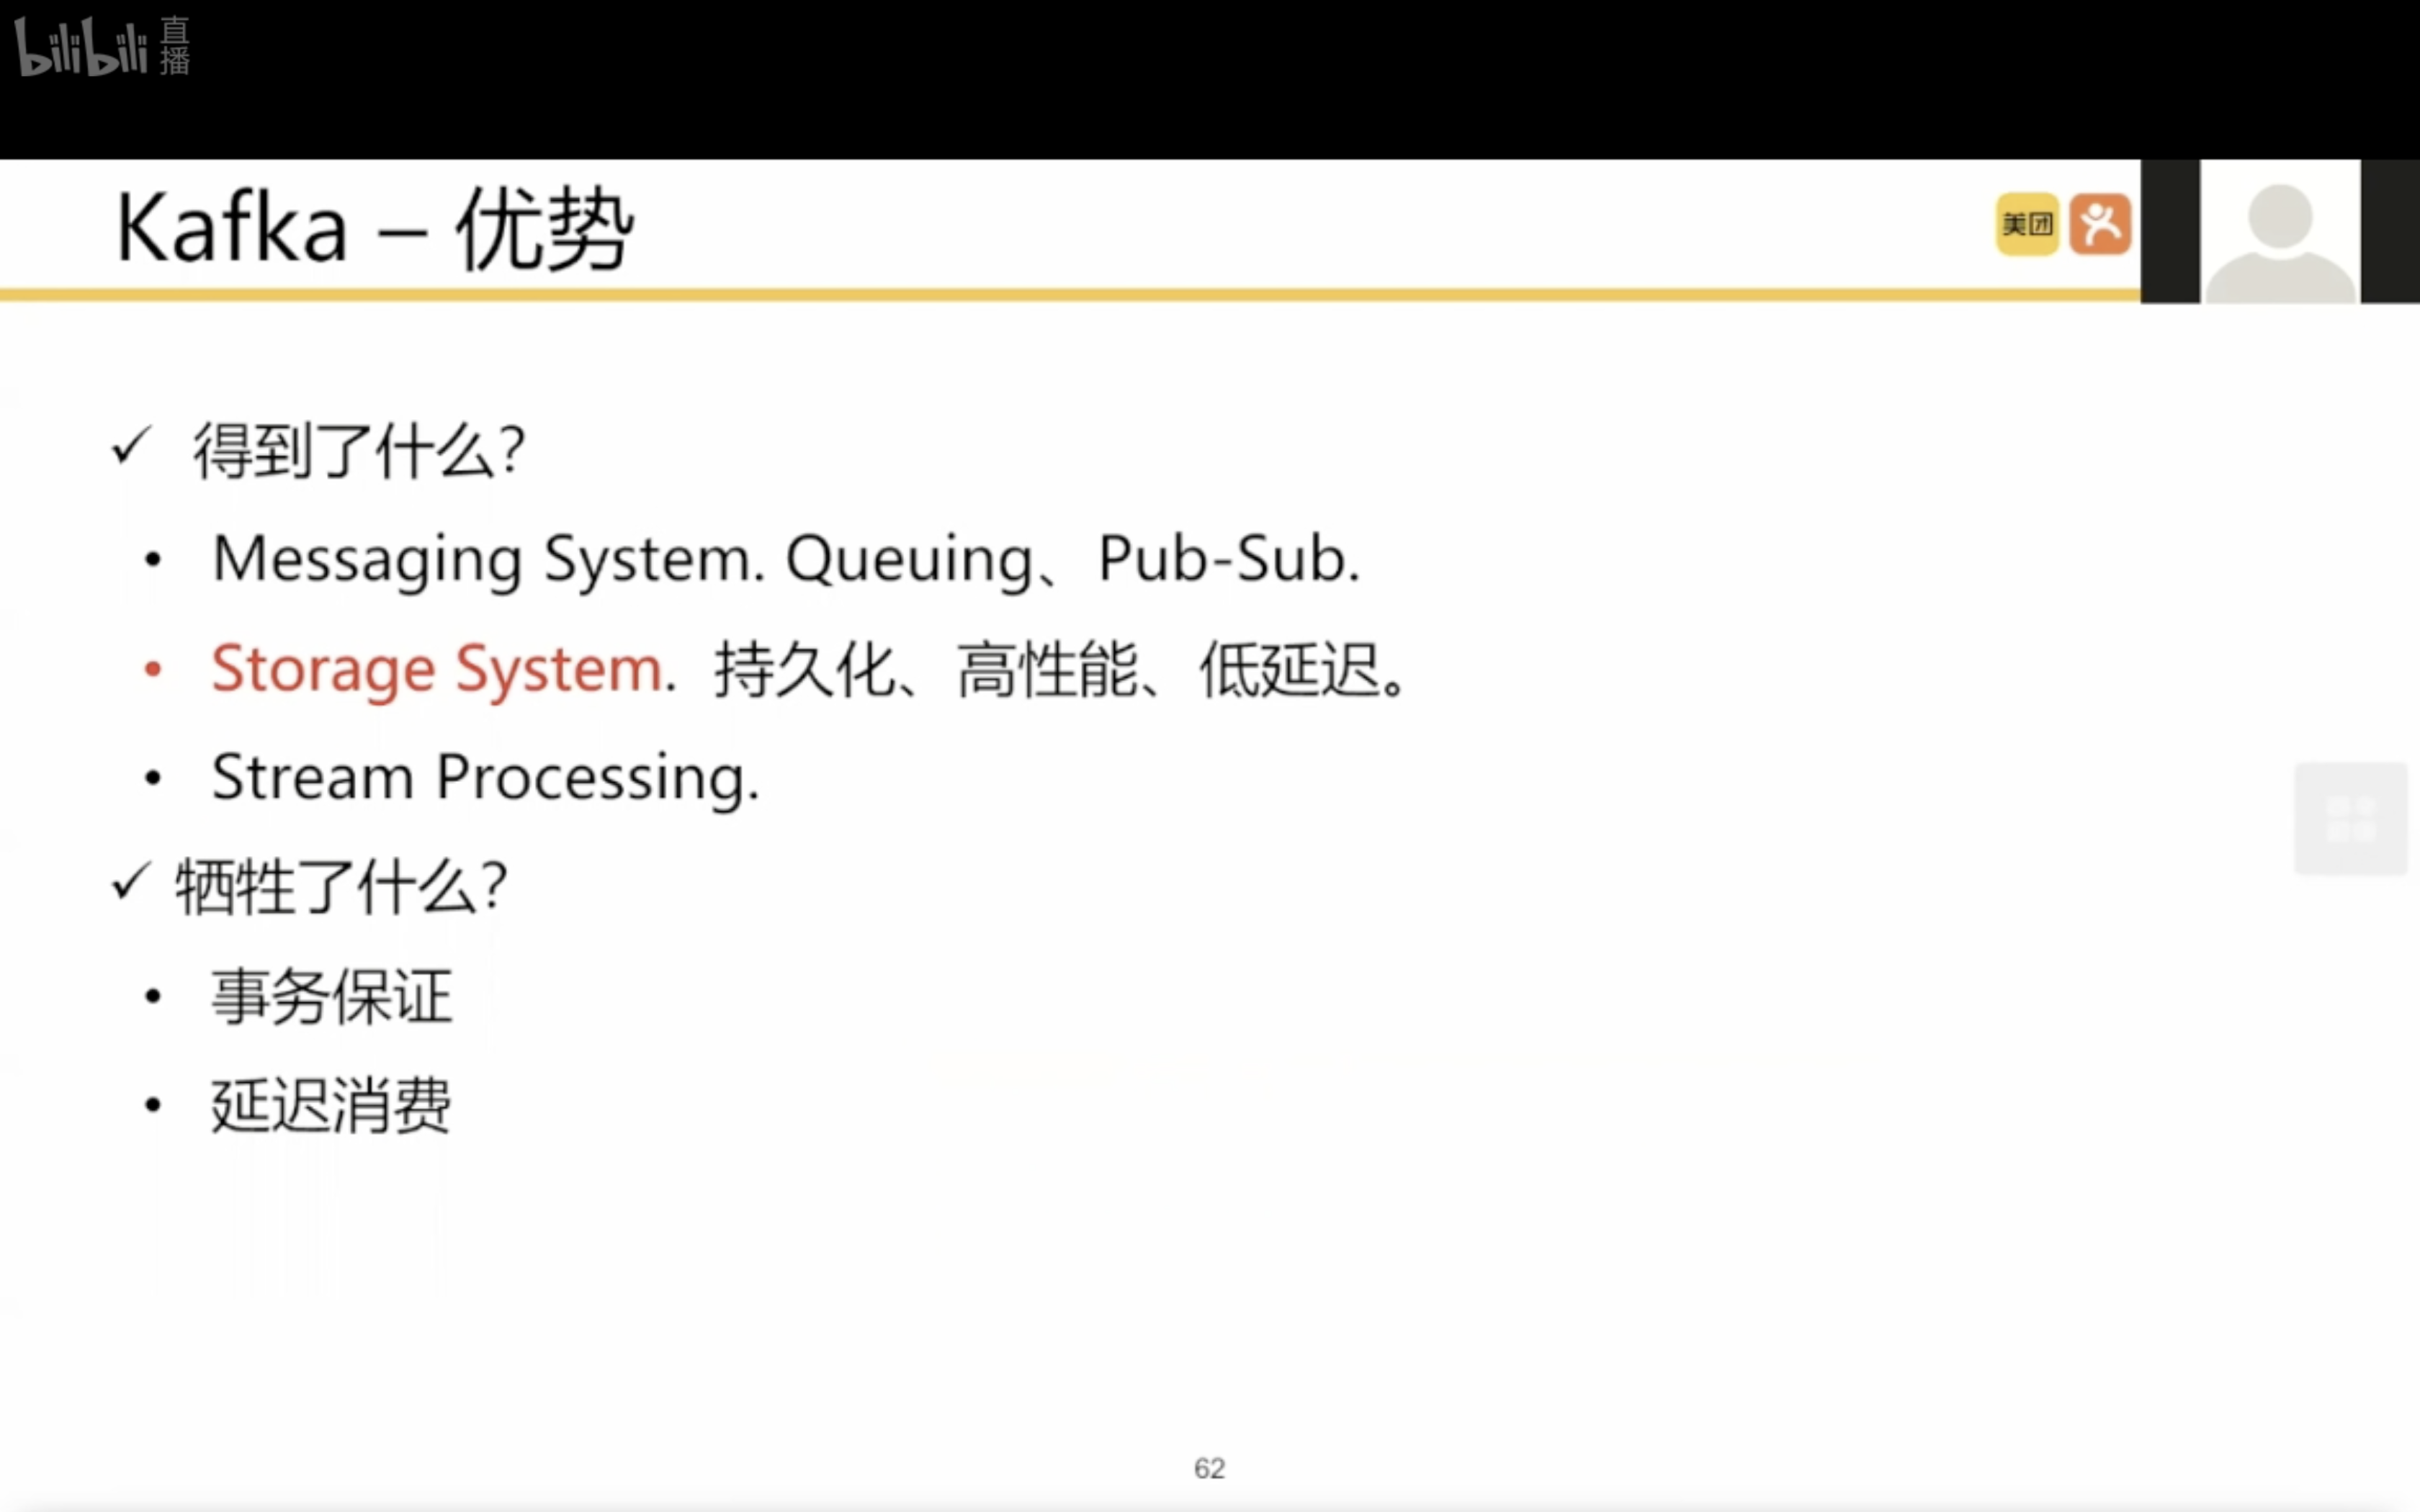 bilibili 直播
Kafka – 优势
美团
✓ 得到了什么？
• Messaging System. Queuing、Pub-Sub.
• Storage System. 持久化、高性能、低延迟。
• Stream Processing.
✓ 牺牲了什么？
• 事务保证
• 延迟消费
62